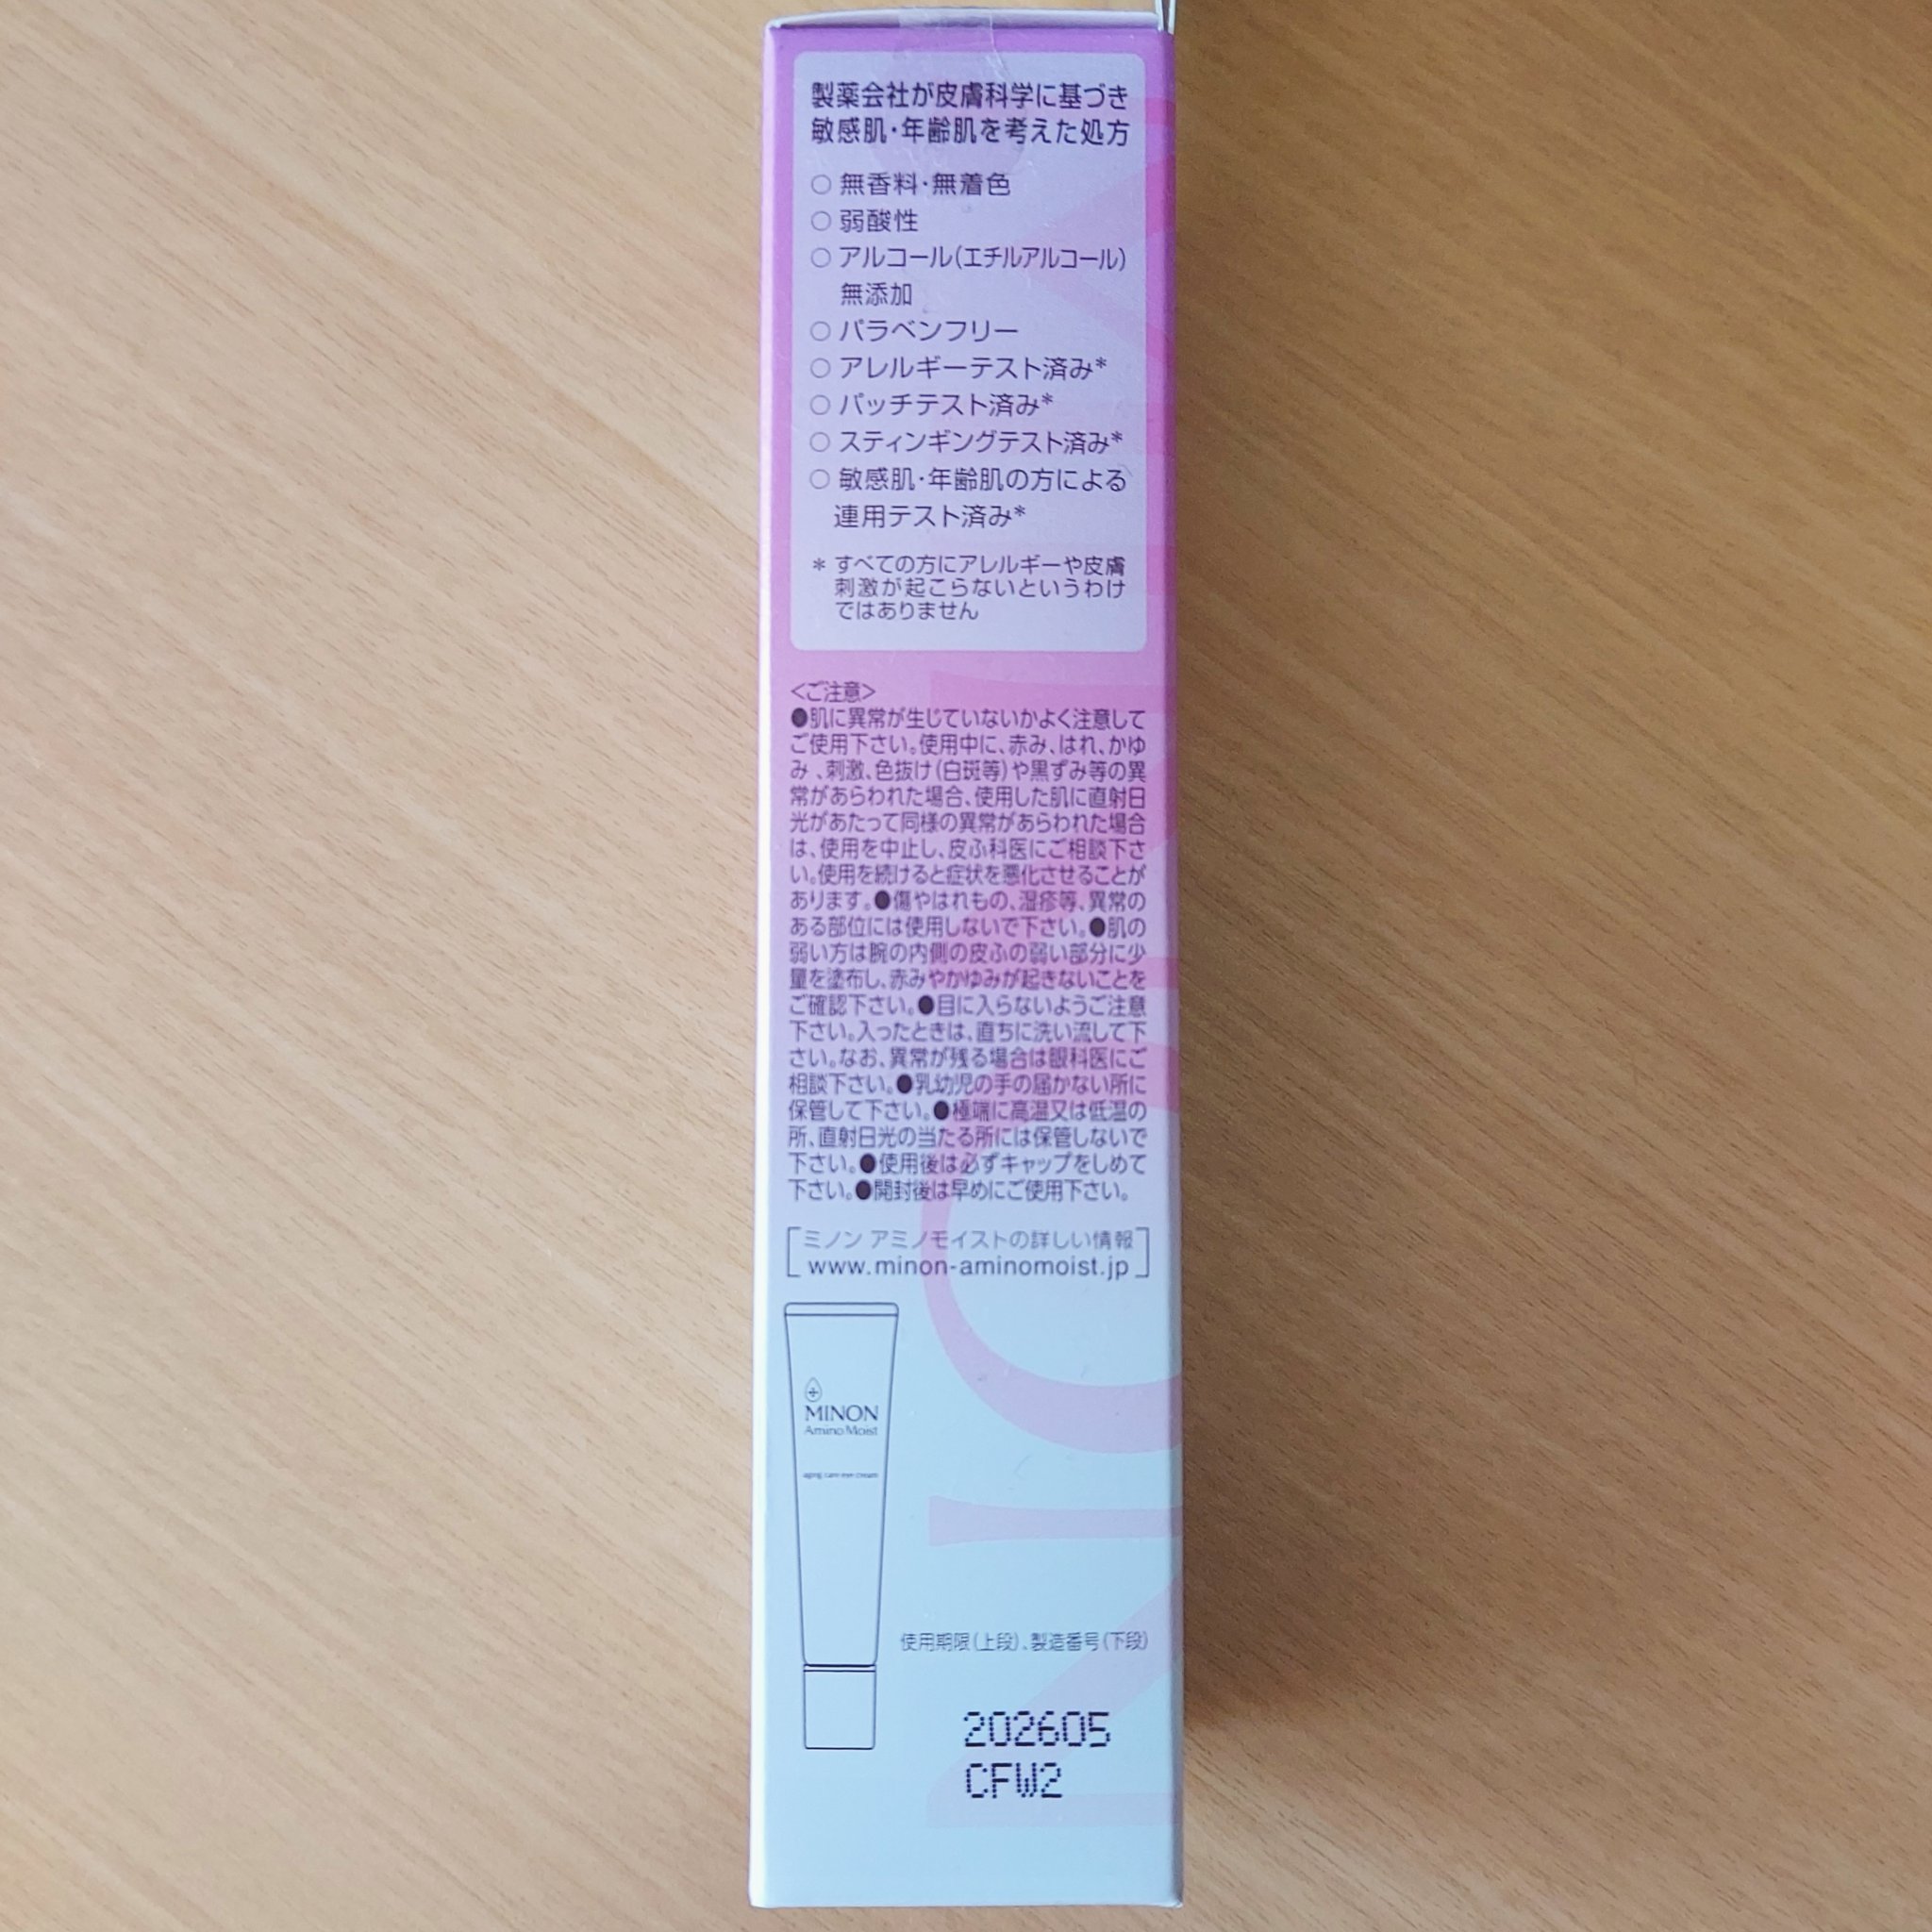 製薬会社が皮膚科学に基づき
敏感肌・年齢肌を考えた処方
○ 無香料・無着色
○ 弱酸性
○ アルコール(エチルアルコール)
無添加
○ パラベンフリー
○ アレルギーテスト済み*
○ パッチテスト済み*
○ スティンギングテスト済み*
○ 敏感肌・年齢肌の方による
連用テスト済み*
* すべての方にアレルギーや皮膚
刺激が起こらないというわけ
ではありません
<ご注意>
●肌に異常が生じていないかよく注意して
ご使用下さい。使用中に、赤み、はれ、かゆ
み、刺激、色抜け(白斑等)や黒ずみ等の異
常があらわれた場合、使用した肌に直射日
光があたって同様の異常があらわれた場合
は、使用を中止し、皮ふ科医にご相談下さ
い。使用を続けると症状を悪化させることが
あります。●傷やはれもの、湿疹等、異常の
ある部位には使用しないで下さい。●肌の
弱い方は腕の内側の皮ふの弱い部分に少
量を塗布し、赤みやかゆみが起きないことを
ご確認下さい。●目に入らないようご注意
下さい。入ったときは、直ちに洗い流して下
さい。なお、異常が残る場合は眼科医にご
相談下さい。●乳幼児の手の届かない所に
保管して下さい。●極端に高温又は低温の
所、直射日光の当たる所には保管しないで
下さい。●使用後は必ずキャップをしめて
下さい。●開封後は早めにご使用下さい。
[ミノン アミノモイストの詳しい情報
www.minon-aminomoist.jp]
MINON
Amino Moist
aging care eye cream
使用期限(上段)、製造番号(下段)
202605
CFW2
MINON